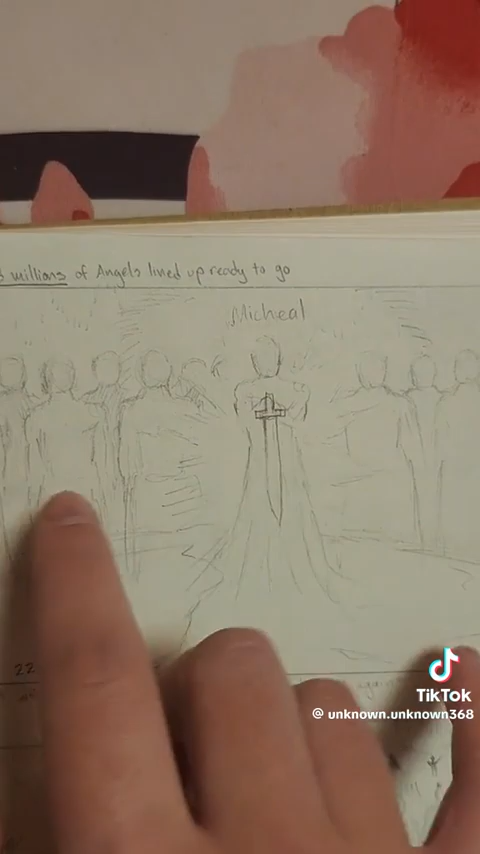 millions of Angels lined up ready to go
Micheal
22
TikTok
@ unknown.unknown368